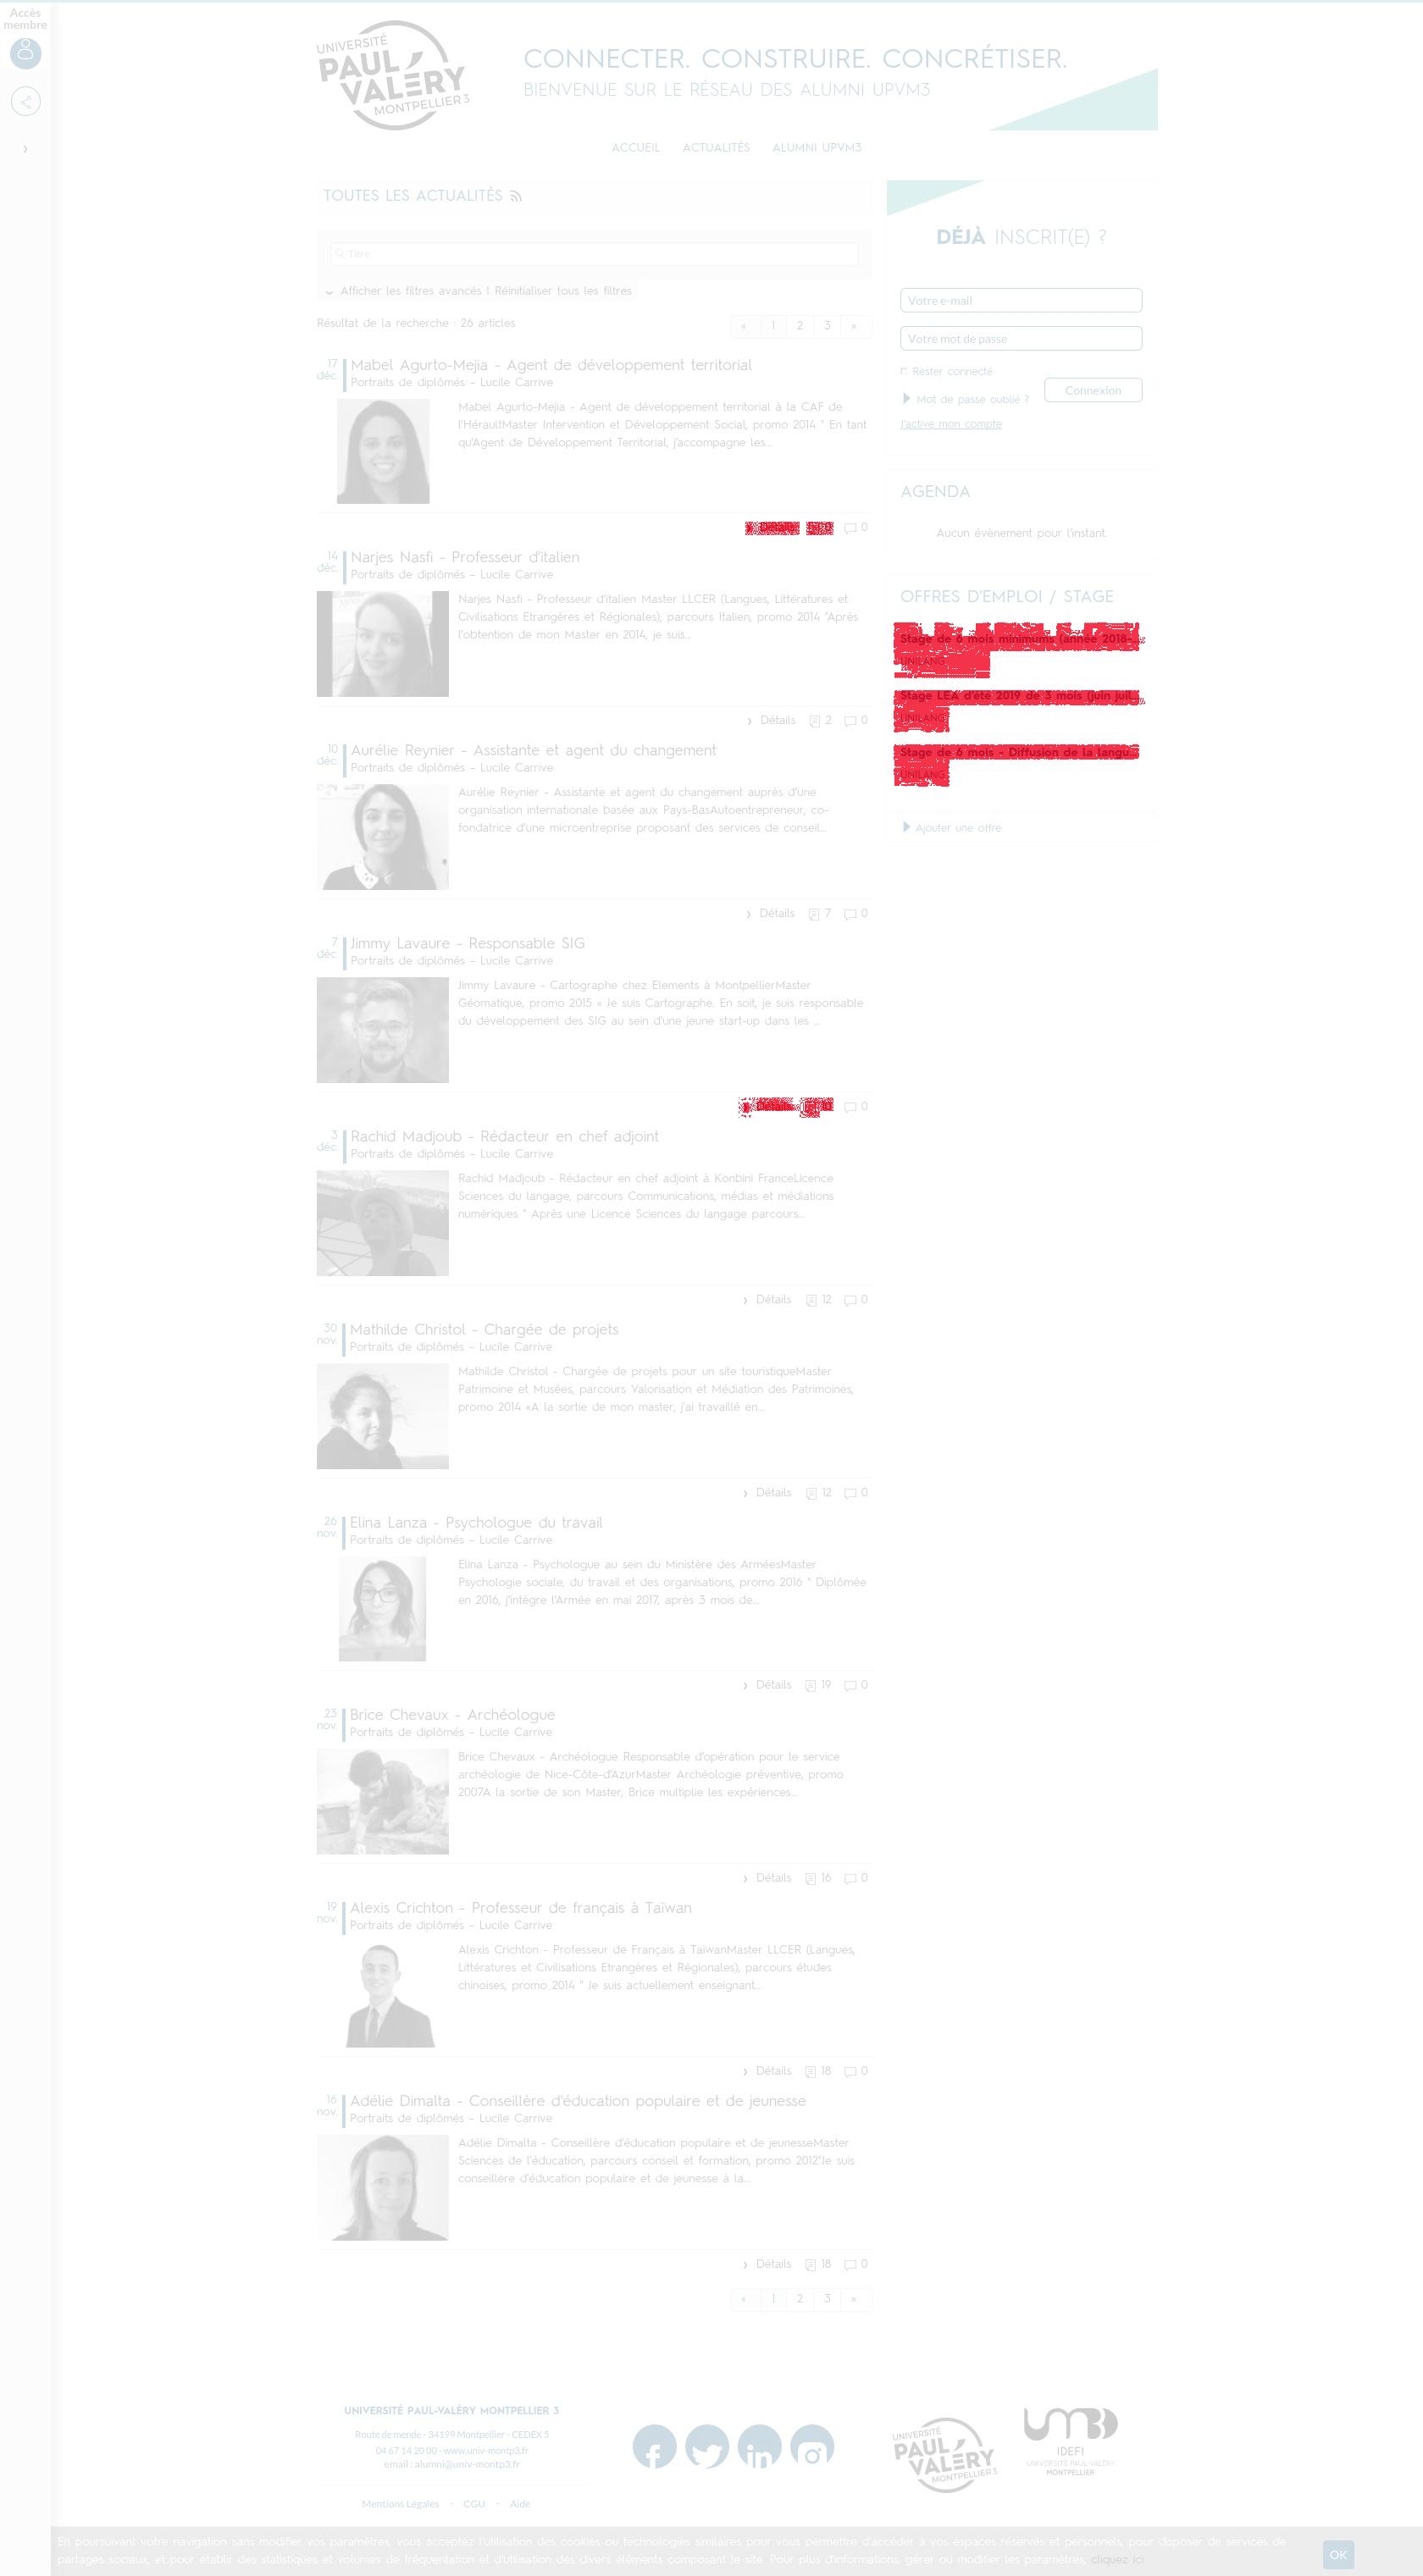 Accès
membre
UNIVERSITÉ
PAUL
VALÉRY
MONTPELLIER 3
CONNECTER. CONSTRUIRE. CONCRÉTISER.
BIENVENUE SUR LE RÉSEAU DES ALUMNI UPVM3
ACCUEIL ACTUALITÉS ALUMNI UPVM3
TOUTES LES ACTUALITÉS
Titre
Afficher les filtres avancés | Réinitialiser tous les filtres
Résultat de la recherche : 26 articles
« 1 2 3 »
17
déc.
Mabel Agurto-Mejia - Agent de développement territorial
Portraits de diplômés - Lucile Carrive
Mabel Agurto-Mejia - Agent de développement territorial à la CAF de
l'HéraultMaster Intervention et Développement Social, promo 2014 " En tant
qu'Agent de Développement Territorial, j'accompagne les...
Détails 0 0
14
déc.
Narjes Nasfi - Professeur d'italien
Portraits de diplômés - Lucile Carrive
Narjes Nasfi - Professeur d'italien Master LLCER (Langues, Littératures et
Civilisations Etrangères et Régionales), parcours Italien, promo 2014 "Après
l'obtention de mon Master en 2014, je suis...
Détails 2 0
10
déc.
Aurélie Reynier - Assistante et agent du changement
Portraits de diplômés - Lucile Carrive
Aurélie Reynier - Assistante et agent du changement auprès d'une
organisation internationale basée aux Pays-BasAutoentrepreneur, co-
fondatrice d'une microentreprise proposant des services de conseil...
Détails 7 0
7
déc.
Jimmy Lavaure - Responsable SIG
Portraits de diplômés - Lucile Carrive
Jimmy Lavaure - Cartographe chez Elements à MontpellierMaster
Géomatique, promo 2015 « Je suis Cartographe. En soit, je suis responsable
du développement des SIG au sein d'une jeune start-up dans les ...
Détails 0
3
déc.
Rachid Madjoub - Rédacteur en chef adjoint
Portraits de diplômés - Lucile Carrive
Rachid Madjoub - Rédacteur en chef adjoint à Konbini FranceLicence
Sciences du langage, parcours Communications, médias et médiations
numériques " Après une Licence Sciences du langage parcours...
Détails 12 0
30
nov.
Mathilde Christol - Chargée de projets
Portraits de diplômés - Lucile Carrive
Mathilde Christol - Chargée de projets pour un site touristiqueMaster
Patrimoine et Musées, parcours Valorisation et Médiation des Patrimoines,
promo 2014 «A la sortie de mon master, j'ai travaillé en...
Détails 12 0
26
nov.
Elina Lanza - Psychologue du travail
Portraits de diplômés - Lucile Carrive
Elina Lanza - Psychologue au sein du Ministère des ArméesMaster
Psychologie sociale, du travail et des organisations, promo 2016 " Diplômée
en 2016, j'intègre l'Armée en mai 2017, après 3 mois de...
Détails 19 0
23
nov.
Brice Chevaux - Archéologue
Portraits de diplômés - Lucile Carrive
Brice Chevaux - Archéologue Responsable d'opération pour le service
archéologie de Nice-Côte-d'AzurMaster Archéologie préventive, promo
2007A la sortie de son Master, Brice multiplie les expériences...
Détails 16 0
19
nov.
Alexis Crichton - Professeur de français à Taïwan
Portraits de diplômés - Lucile Carrive
Alexis Crichton - Professeur de Français à TaïwanMaster LLCER (Langues,
Littératures et Civilisations Etrangères et Régionales), parcours études
chinoises, promo 2014 " Je suis actuellement enseignant...
Détails 18 0
16
nov.
Adélie Dimalta - Conseillère d'éducation populaire et de jeunesse
Portraits de diplômés - Lucile Carrive
Adélie Dimalta - Conseillère d'éducation populaire et de jeunesseMaster
Sciences de l'éducation, parcours conseil et formation, promo 2012"Je suis
conseillère d'éducation populaire et de jeunesse à la...
Détails 18 0
« 1 2 3 »
DÉJÀ INSCRIT(E) ?
Votre e-mail
Votre mot de passe
Rester connecté
Mot de passe oublié ?
Connexion
J'active mon compte
AGENDA
Aucun évènement pour l'instant.
OFFRES D'EMPLOI / STAGE
Stage de 6 mois minimums (année 2018-...
UNILANG
Stage LEA d'été 2019 de 3 mois (juin juil...
UNILANG
Stage de 6 mois - Diffusion de la langu...
UNILANG
Ajouter une offre
UNIVERSITÉ PAUL-VALÉRY MONTPELLIER 3
Route de mende - 34199 Montpellier - CEDEX 5
04 67 14 20 00 - www.univ-montp3.fr
email : alumni@univ-montp3.fr
Mentions Légales - CGU - Aide
UNIVERSITÉ
PAUL
VALÉRY
MONTPELLIER 3
IDEFI
UNIVERSITÉ PAUL VALÉRY
MONTPELLIER
En poursuivant votre navigation sans modifier vos paramètres, vous acceptez l'utilisation des cookies ou technologies similaires pour vous permettre d'accéder à vos espaces réservés et personnels, pour disposer de services de
partages sociaux, et pour établir des statistiques et volumes de fréquentation et d'utilisation des divers éléments composant le site. Pour plus d'informations, gérer ou modifier les paramètres, cliquez ici
OK